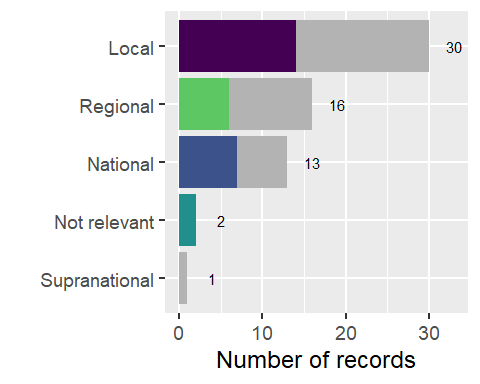 Local
30
Regional
16
National
13
Not relevant
2
Supranational
1
0 10 20 30
Number of records